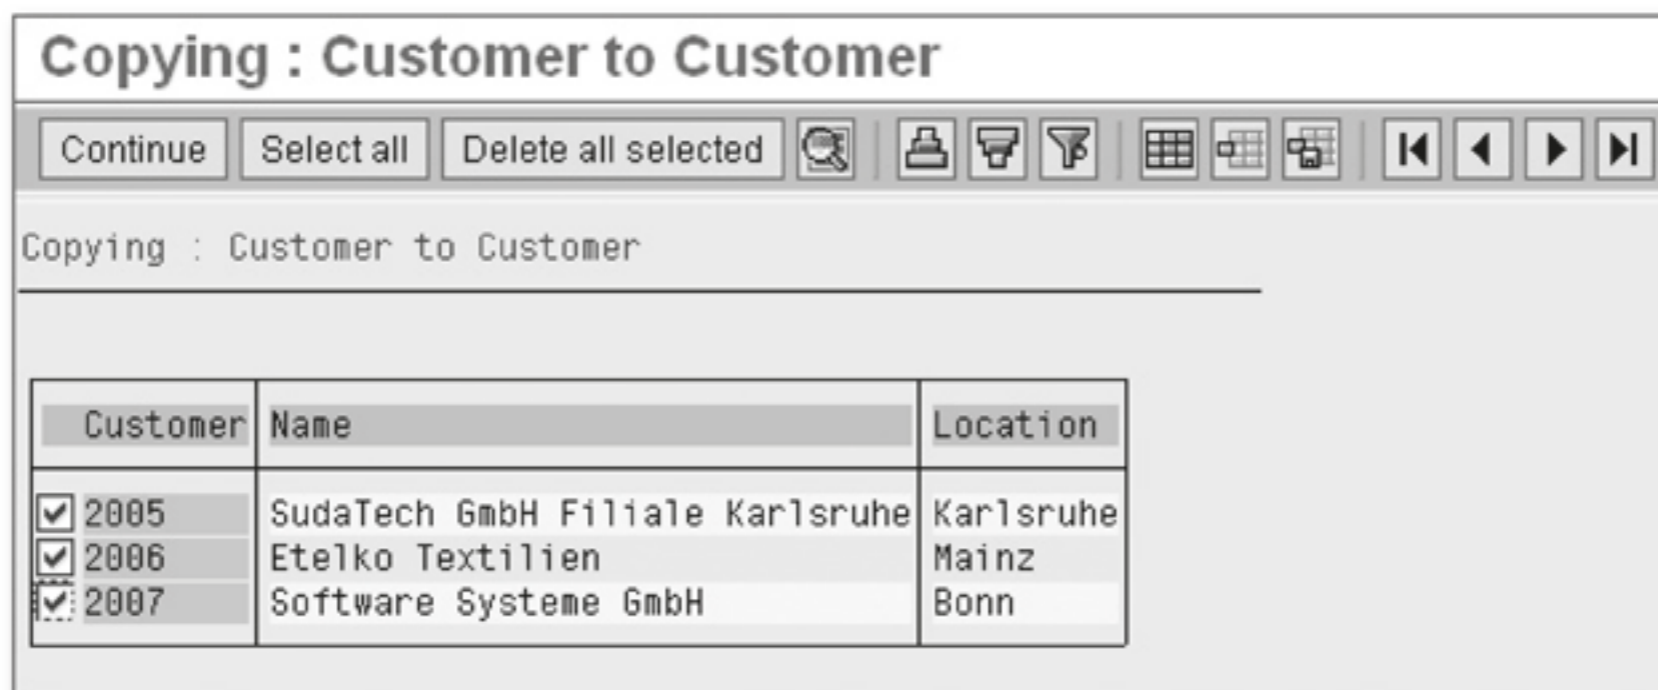 Copying : Customer to Customer
Continue Select all Delete all selected
Copying : Customer to Customer
Customer Name Location
2005 SudaTech GmbH Filiale Karlsruhe Karlsruhe
2006 Etelko Textilien Mainz
2007 Software Systeme GmbH Bonn